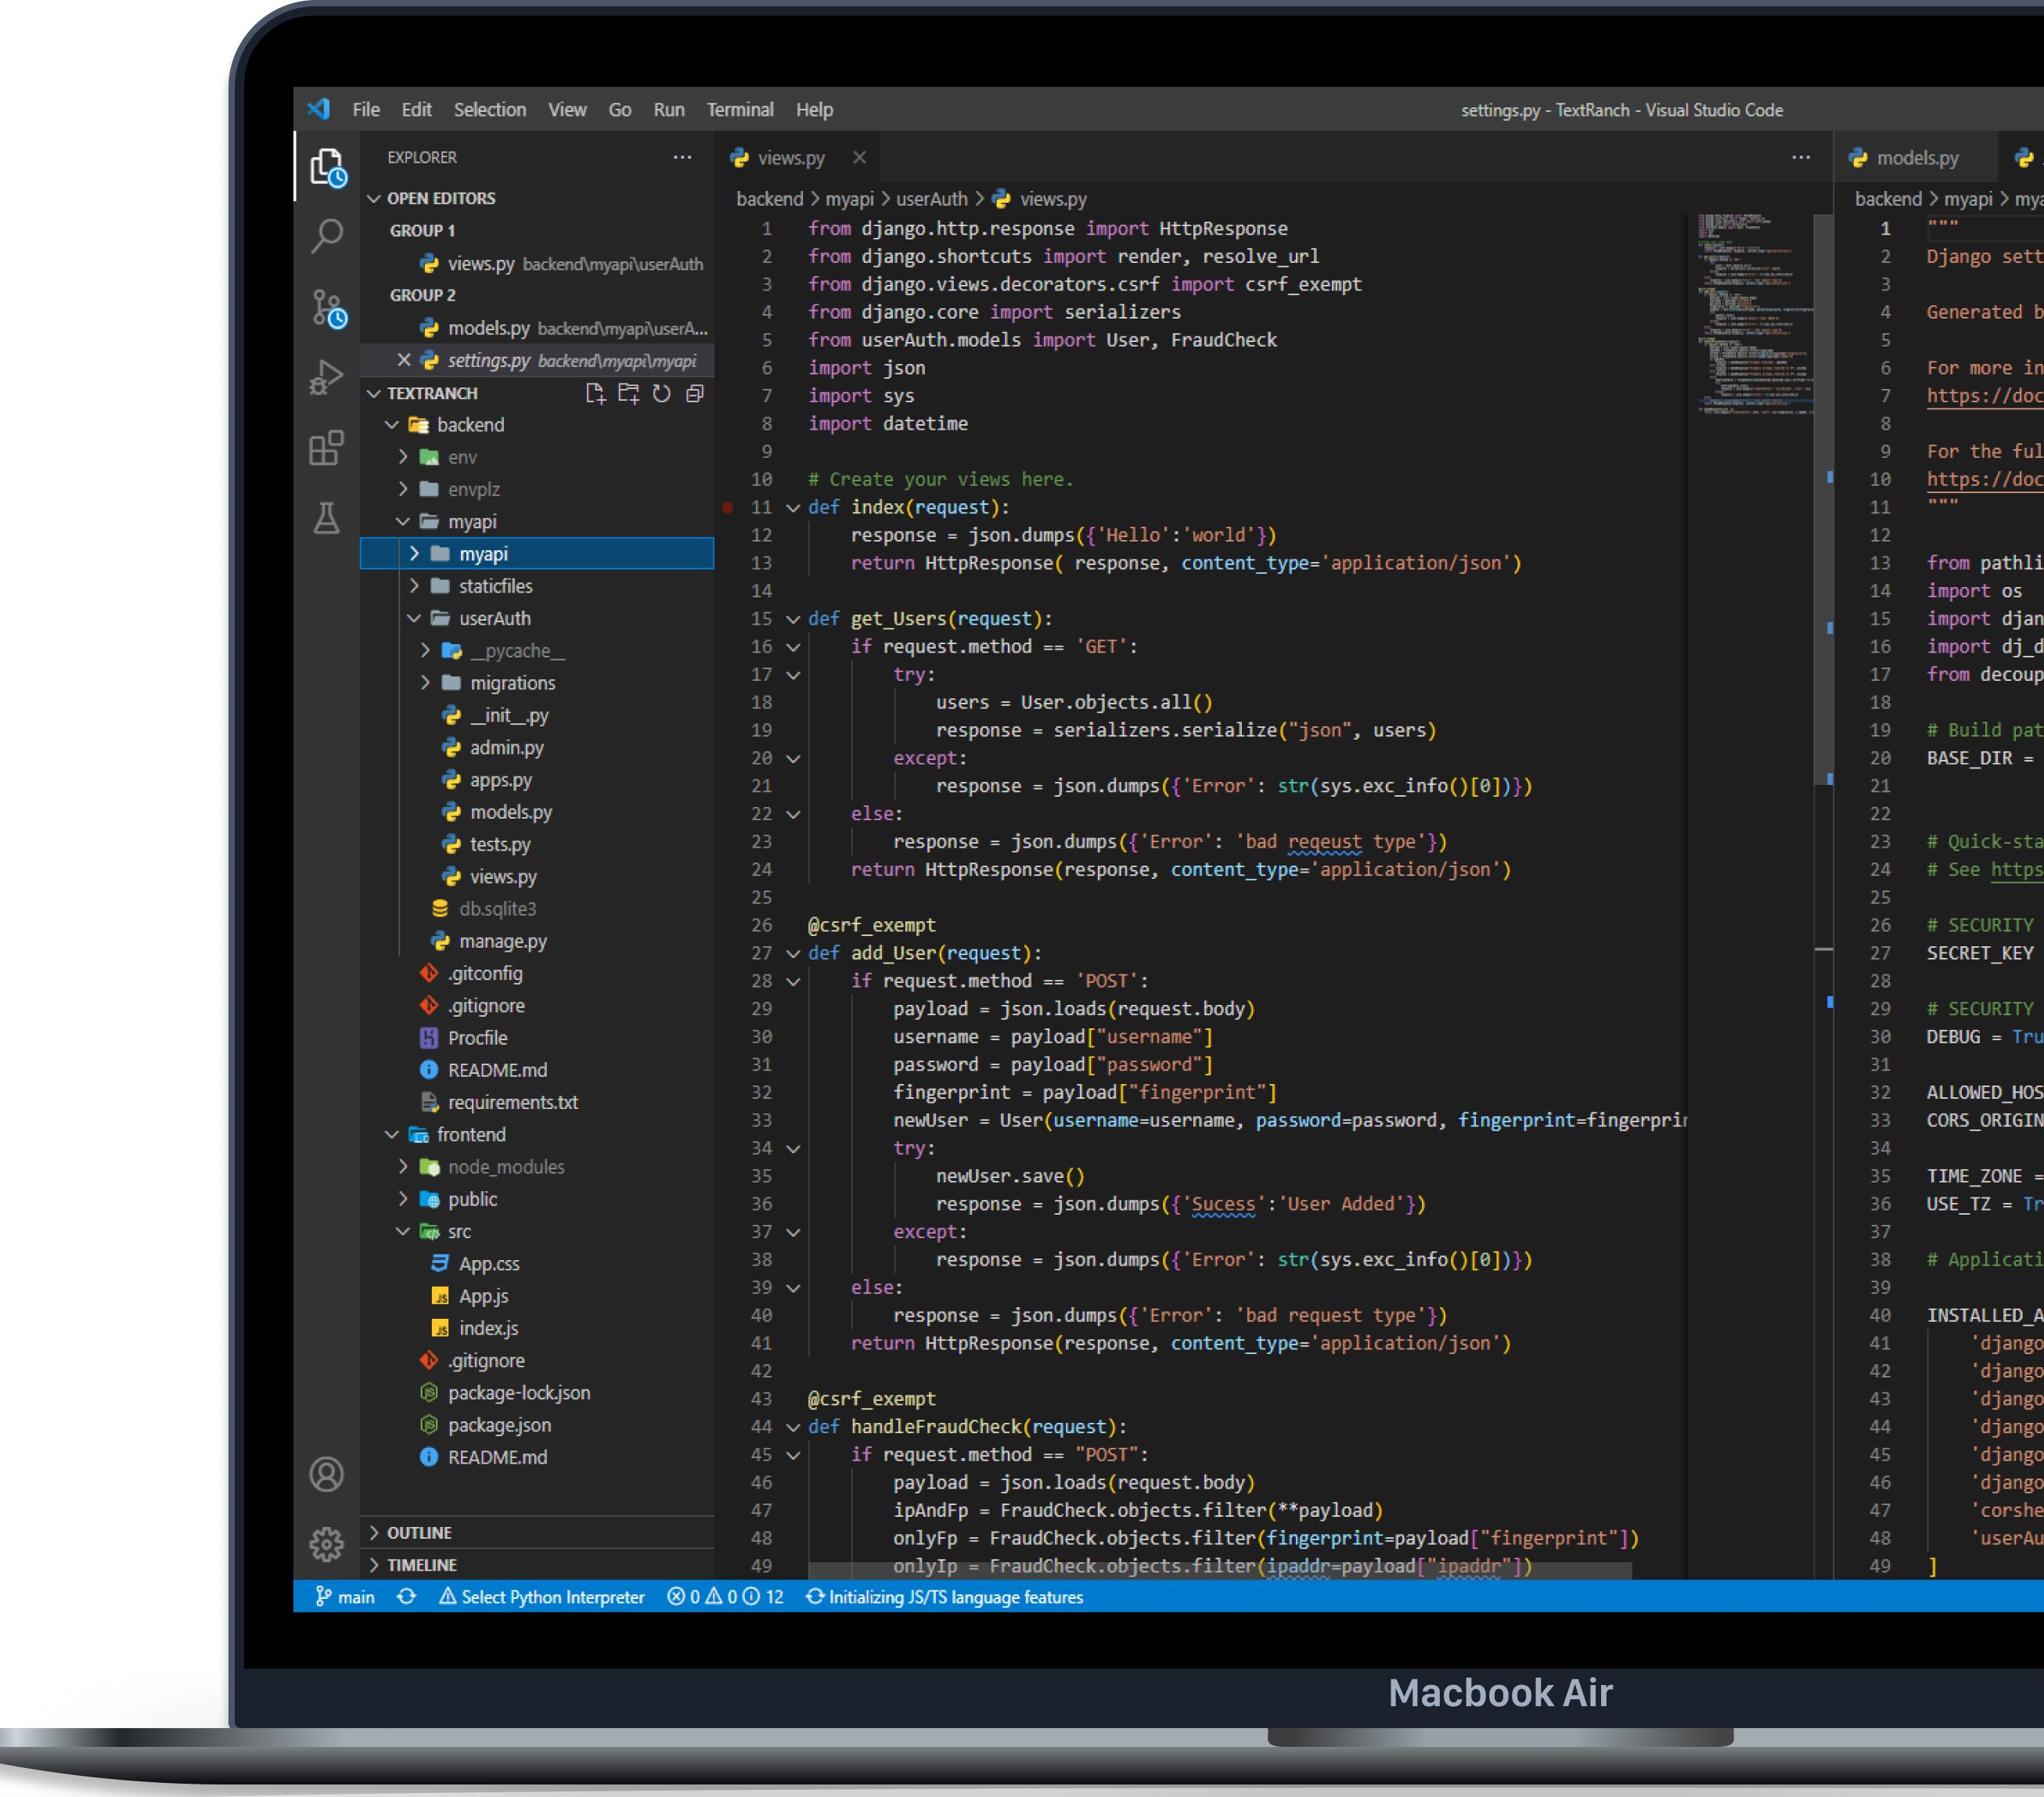 File Edit Selection View Go Run Terminal Help
settings.py - TextRanch - Visual Studio Code
EXPLORER
OPEN EDITORS
GROUP 1
views.py backend\myapi\userAuth
GROUP 2
models.py backend\myapi\userA...
settings.py backend\myapi\myapi
TEXTRANCH
backend
env
envplz
myapi
myapi
staticfiles
userAuth
__pycache__
migrations
__init__.py
admin.py
apps.py
models.py
tests.py
views.py
db.sqlite3
manage.py
.gitconfig
.gitignore
Procfile
README.md
requirements.txt
frontend
node_modules
public
src
App.css
App.js
index.js
.gitignore
package-lock.json
package.json
README.md
OUTLINE
TIMELINE
views.py
backend > myapi > userAuth > views.py
1 from django.http.response import HttpResponse
2 from django.shortcuts import render, resolve_url
3 from django.views.decorators.csrf import csrf_exempt
4 from django.core import serializers
5 from userAuth.models import User, FraudCheck
6 import json
7 import sys
8 import datetime
9
10 # Create your views here.
11 def index(request):
12 response = json.dumps({'Hello':'world'})
13 return HttpResponse( response, content_type='application/json')
14
15 def get_Users(request):
16 if request.method == 'GET':
17 try:
18 users = User.objects.all()
19 response = serializers.serialize("json", users)
20 except:
21 response = json.dumps({'Error': str(sys.exc_info()[0])})
22 else:
23 response = json.dumps({'Error': 'bad reqeust type'})
24 return HttpResponse(response, content_type='application/json')
25
26 @csrf_exempt
27 def add_User(request):
28 if request.method == 'POST':
29 payload = json.loads(request.body)
30 username = payload["username"]
31 password = payload["password"]
32 fingerprint = payload["fingerprint"]
33 newUser = User(username=username, password=password, fingerprint=fingerprin
34 try:
35 newUser.save()
36 response = json.dumps({'Sucess':'User Added'})
37 except:
38 response = json.dumps({'Error': str(sys.exc_info()[0])})
39 else:
40 response = json.dumps({'Error': 'bad request type'})
41 return HttpResponse(response, content_type='application/json')
42
43 @csrf_exempt
44 def handleFraudCheck(request):
45 if request.method == "POST":
46 payload = json.loads(request.body)
47 ipAndFp = FraudCheck.objects.filter(**payload)
48 onlyFp = FraudCheck.objects.filter(fingerprint=payload["fingerprint"])
49 onlyIp = FraudCheck.objects.filter(ipaddr=payload["ipaddr"])
models.py
backend > myapi > mya
1 """
2 Django sett
3
4 Generated b
5
6 For more in
7 https://doc
8
9 For the ful
10 https://doc
11 """
12
13 from pathli
14 import os
15 import djan
16 import dj_d
17 from decoup
18
19 # Build pat
20 BASE_DIR =
21
22
23 # Quick-sta
24 # See https
25
26 # SECURITY
27 SECRET_KEY
28
29 # SECURITY
30 DEBUG = Tru
31
32 ALLOWED_HOS
33 CORS_ORIGIN
34
35 TIME_ZONE =
36 USE_TZ = Tr
37
38 # Applicati
39
40 INSTALLED_A
41 'django
42 'django
43 'django
44 'django
45 'django
46 'django
47 'corshe
48 'userAu
49 ]
main Select Python Interpreter 0 0 12 Initializing JS/TS language features
Macbook Air